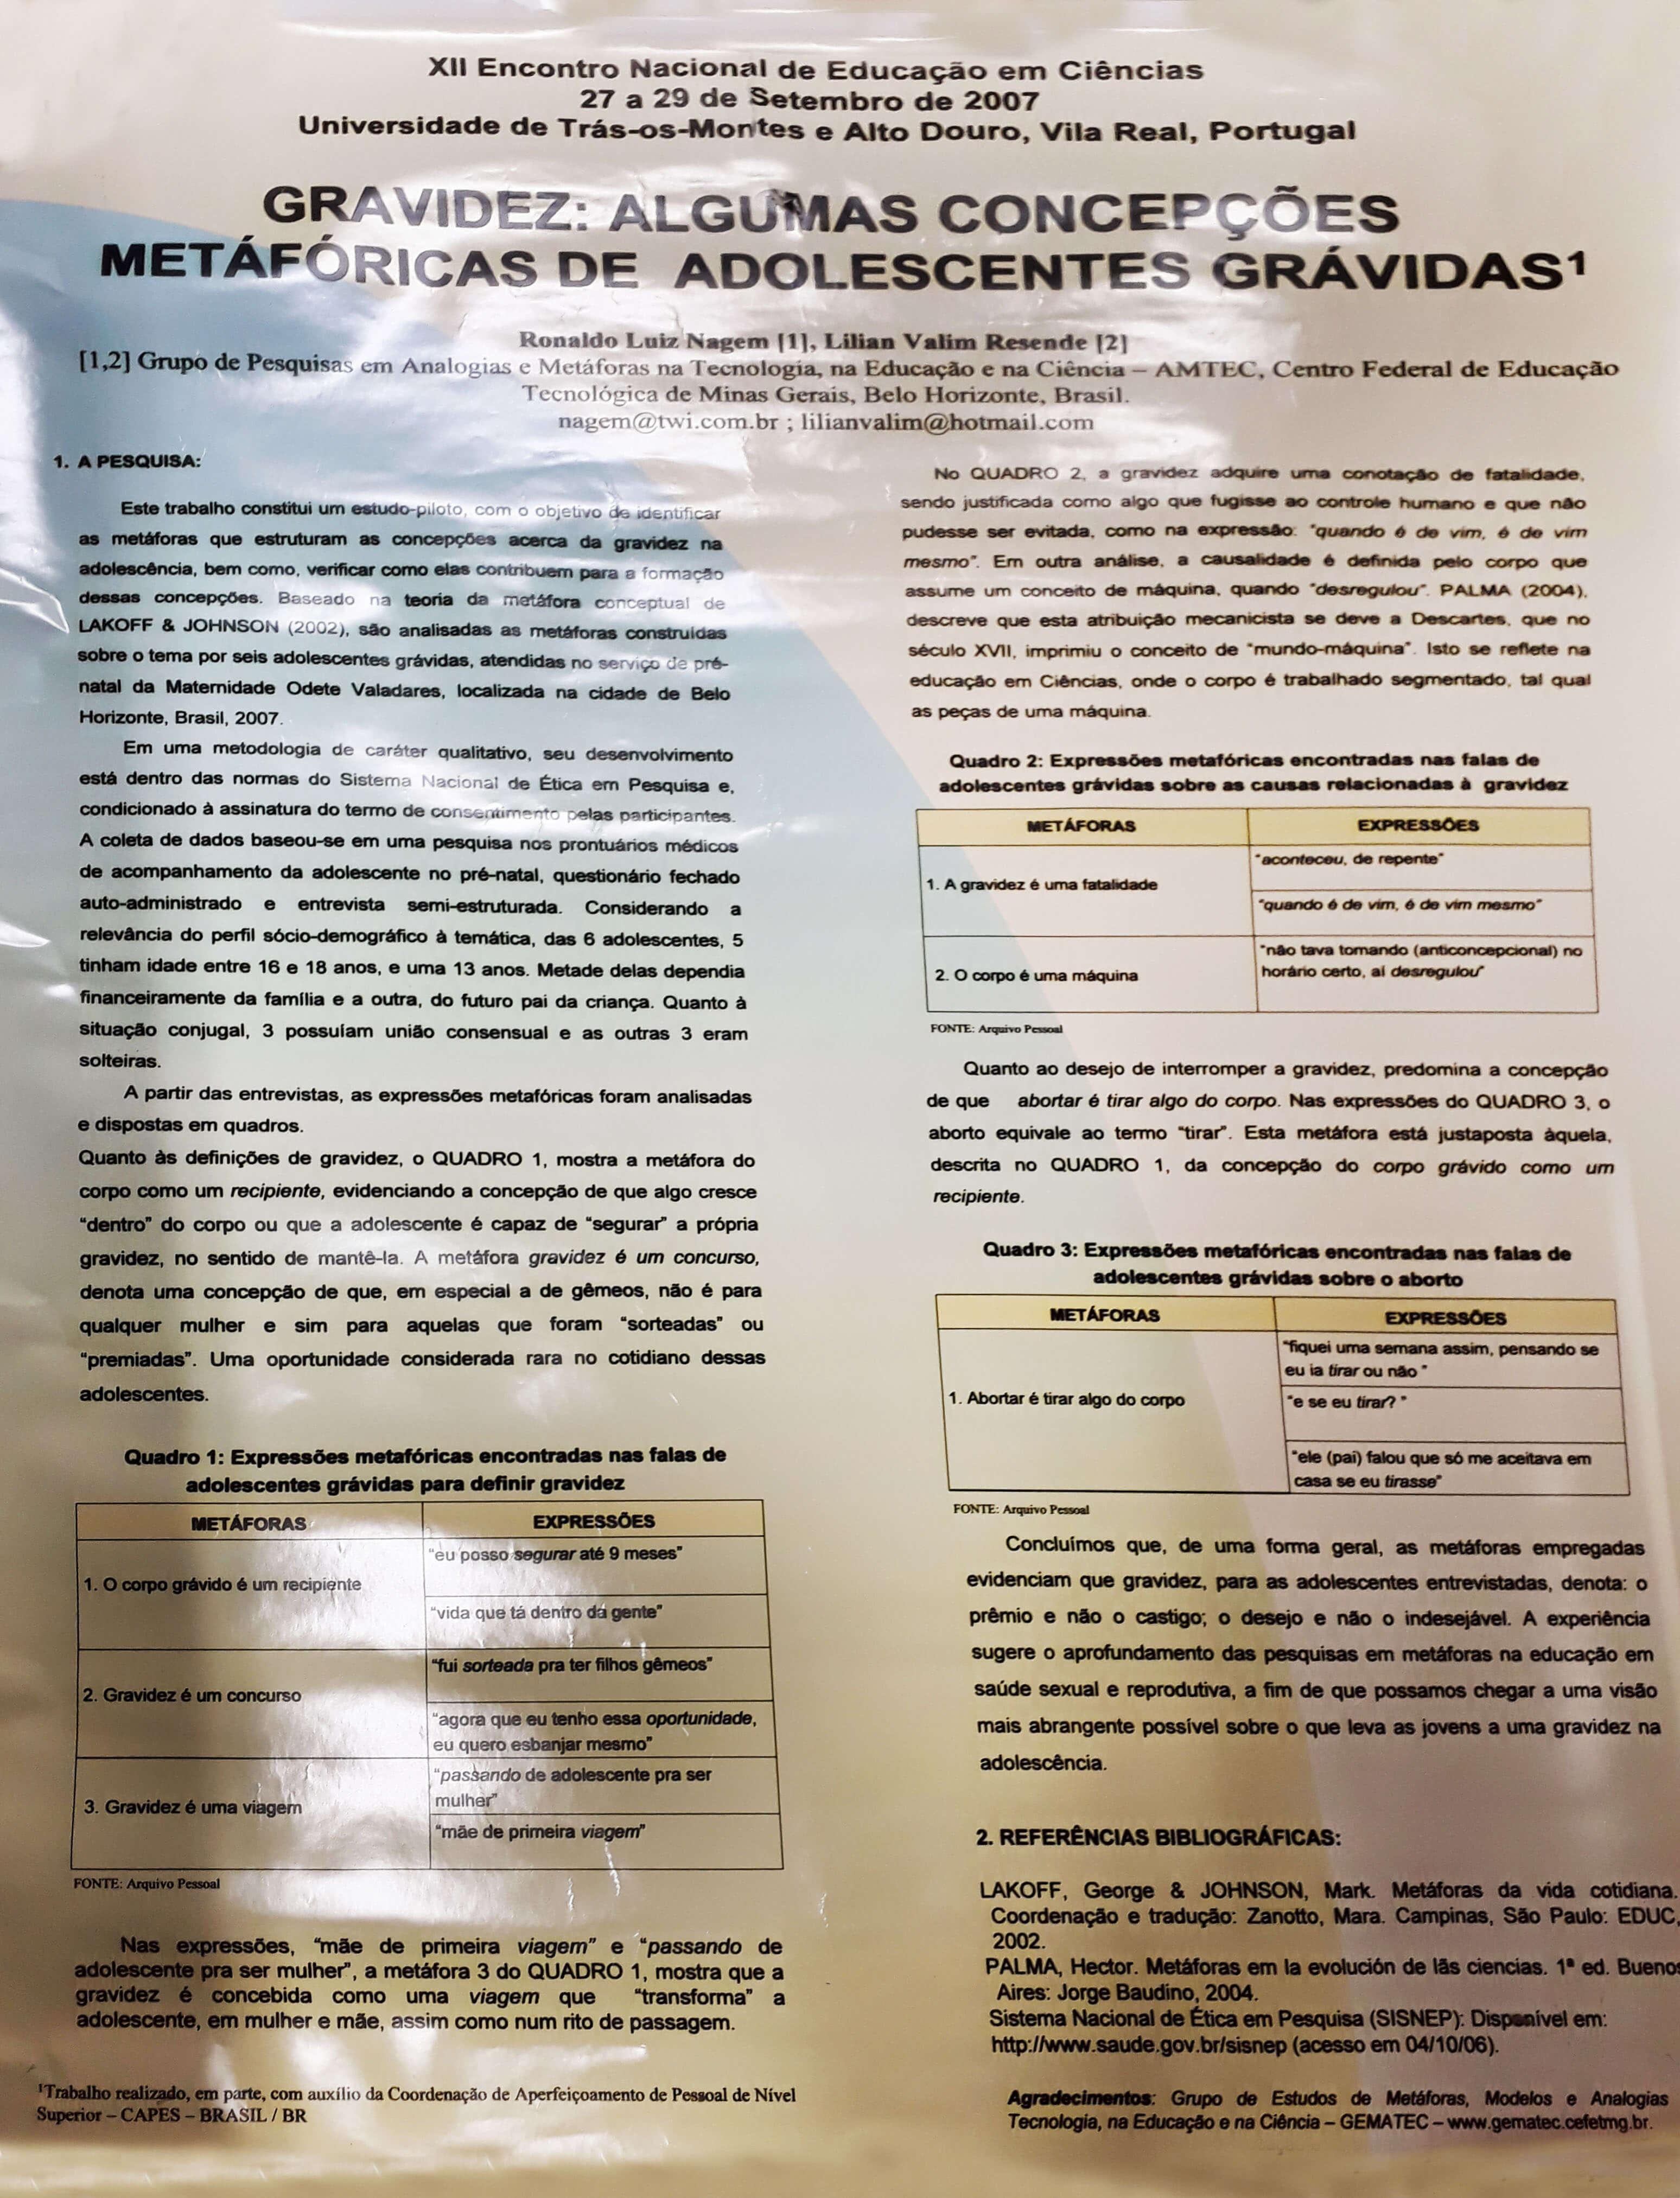 XII Encontro Nacional de Educação em Ciências
27 a 29 de Setembro de 2007
Universidade de Trás-os-Montes e Alto Douro, Vila Real, Portugal
GRAVIDEZ: ALGUMAS CONCEPÇÕES
METÁFÓRICAS DE ADOLESCENTES GRÁVIDAS¹
Ronaldo Luiz Nagem [1], Lílian Valim Resende [2]
[1,2] Grupo de Pesquisas em Analogias e Metáforas na Tecnologia, na Educação e na Ciência – AMTEC, Centro Federal de Educação
Tecnológica de Minas Gerais, Belo Horizonte, Brasil.
nagem@twi.com.br ; lilianvalim@hotmail.com
1. A PESQUISA:
Este trabalho constitui um estudo-piloto, com o objetivo de identificar
as metáforas que estruturam as concepções acerca da gravidez na
adolescência, bem como, verificar como elas contribuem para a formação
dessas concepções. Baseado na teoria da metáfora conceptual de
LAKOFF & JOHNSON (2002), são analisadas as metáforas construídas
sobre o tema por seis adolescentes grávidas, atendidas no serviço de pré-
natal da Maternidade Odete Valadares, localizada na cidade de Belo
Horizonte, Brasil, 2007.
Em uma metodologia de caráter qualitativo, seu desenvolvimento
está dentro das normas do Sistema Nacional de Ética em Pesquisa e,
condicionado à assinatura do termo de consentimento pelas participantes.
A coleta de dados baseou-se em uma pesquisa nos prontuários médicos
de acompanhamento da adolescente no pré-natal, questionário fechado
auto-administrado e entrevista semi-estruturada. Considerando a
relevância do perfil sócio-demográfico à temática, das 6 adolescentes, 5
tinham idade entre 16 e 18 anos, e uma 13 anos. Metade delas dependia
financeiramente da família e a outra, do futuro pai da criança. Quanto à
situação conjugal, 3 possuíam união consensual e as outras 3 eram
solteiras.
A partir das entrevistas, as expressões metafóricas foram analisadas
e dispostas em quadros.
Quanto às definições de gravidez, o QUADRO 1, mostra a metáfora do
corpo como um recipiente, evidenciando a concepção de que algo cresce
“dentro” do corpo ou que a adolescente é capaz de “segurar” a própria
gravidez, no sentido de mantê-la. A metáfora gravidez é um concurso,
denota uma concepção de que, em especial a de gêmeos, não é para
qualquer mulher e sim para aquelas que foram “sorteadas” ou
“premiadas”. Uma oportunidade considerada rara no cotidiano dessas
adolescentes.
Quadro 1: Expressões metafóricas encontradas nas falas de
adolescentes grávidas para definir gravidez
METÁFORAS EXPRESSÕES
1. O corpo grávido é um recipiente
“eu posso segurar até 9 meses”
“vida que tá dentro da gente”
2. Gravidez é um concurso
“fui sorteada pra ter filhos gêmeos”
“agora que eu tenho essa oportunidade,
eu quero esbanjar mesmo”
3. Gravidez é uma viagem
“passando de adolescente pra ser
mulher”
“mãe de primeira viagem”
FONTE: Arquivo Pessoal
Nas expressões, “mãe de primeira viagem” e “passando de
adolescente pra ser mulher”, a metáfora 3 do QUADRO 1, mostra que a
gravidez é concebida como uma viagem que “transforma” a
adolescente, em mulher e mãe, assim como num rito de passagem.
¹Trabalho realizado, em parte, com auxílio da Coordenação de Aperfeiçoamento de Pessoal de Nível
Superior – CAPES – BRASIL / BR
No QUADRO 2, a gravidez adquire uma conotação de fatalidade,
sendo justificada como algo que fugisse ao controle humano e que não
pudesse ser evitada, como na expressão: “quando é de vim, é de vim
mesmo”. Em outra análise, a causalidade é definida pelo corpo que
assume um conceito de máquina, quando “desregulou”. PALMA (2004),
descreve que esta atribuição mecanicista se deve a Descartes, que no
século XVII, imprimiu o conceito de “mundo-máquina”. Isto se reflete na
educação em Ciências, onde o corpo é trabalhado segmentado, tal qual
as peças de uma máquina.
Quadro 2: Expressões metafóricas encontradas nas falas de
adolescentes grávidas sobre as causas relacionadas à gravidez
METÁFORAS EXPRESSÕES
1. A gravidez é uma fatalidade
“aconteceu, de repente”
“quando é de vim, é de vim mesmo”
2. O corpo é uma máquina
“não tava tomando (anticoncepcional) no
horário certo, aí desregulou”
FONTE: Arquivo Pessoal
Quanto ao desejo de interromper a gravidez, predomina a concepção
de que abortar é tirar algo do corpo. Nas expressões do QUADRO 3, o
aborto equivale ao termo “tirar”. Esta metáfora está justaposta àquela,
descrita no QUADRO 1, da concepção do corpo grávido como um
recipiente.
Quadro 3: Expressões metafóricas encontradas nas falas de
adolescentes grávidas sobre o aborto
METÁFORAS EXPRESSÕES
1. Abortar é tirar algo do corpo
“fiquei uma semana assim, pensando se
eu ia tirar ou não ”
“e se eu tirar? ”
“ele (pai) falou que só me aceitava em
casa se eu tirasse”
FONTE: Arquivo Pessoal
Concluímos que, de uma forma geral, as metáforas empregadas
evidenciam que gravidez, para as adolescentes entrevistadas, denota: o
prêmio e não o castigo; o desejo e não o indesejável. A experiência
sugere o aprofundamento das pesquisas em metáforas na educação em
saúde sexual e reprodutiva, a fim de que possamos chegar a uma visão
mais abrangente possível sobre o que leva as jovens a uma gravidez na
adolescência.
2. REFERÊNCIAS BIBLIOGRÁFICAS:
LAKOFF, George & JOHNSON, Mark. Metáforas da vida cotidiana.
Coordenação e tradução: Zanotto, Mara. Campinas, São Paulo: EDUC,
2002.
PALMA, Hector. Metáforas em la evolución de lãs ciencias. 1ª ed. Buenos
Aires: Jorge Baudino, 2004.
Sistema Nacional de Ética em Pesquisa (SISNEP): Disponível em:
http://www.saude.gov.br/sisnep (acesso em 04/10/06).
Agradecimentos: Grupo de Estudos de Metáforas, Modelos e Analogias
Tecnologia, na Educação e na Ciência – GEMATEC – www.gematec.cefetmg.br.